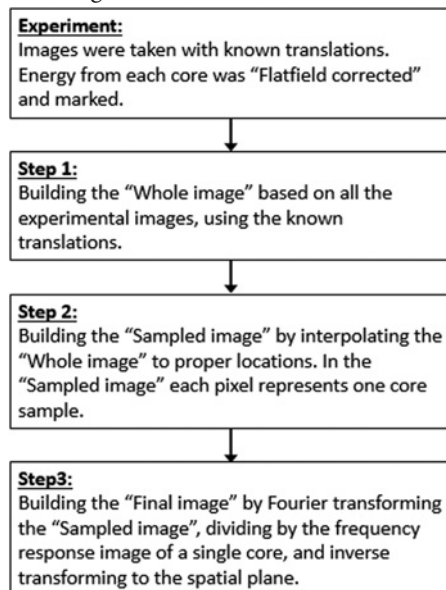 Experiment:
Images were taken with known translations.
Energy from each core was “Flatfield corrected”
and marked.
Step 1:
Building the “Whole image” based on all the
experimental images, using the known
translations.
Step 2:
Building the “Sampled image” by interpolating the
“Whole image” to proper locations. In the
“Sampled image” each pixel represents one core
sample.
Step3:
Building the “Final image” by Fourier transforming
the “Sampled image”, dividing by the frequency
response image of a single core, and inverse
transforming to the spatial plane.